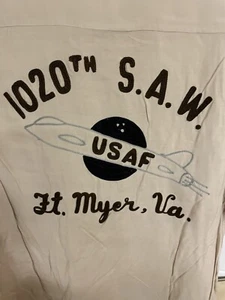 1020TH S.A.W.
USAF
Ft. Myer, Va.